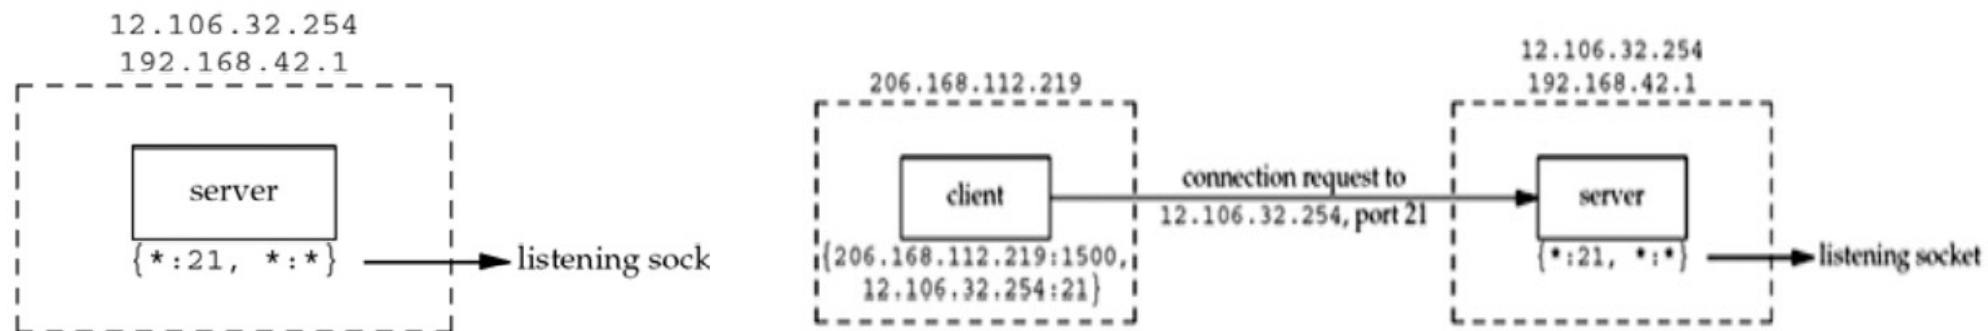 12.106.32.254
192.168.42.1
server
{*:21, *:*}
listening sock
206.168.112.219
client
{206.168.112.219:1500,
12.106.32.254:21}
connection request to
12.106.32.254, port 21
12.106.32.254
192.168.42.1
server
{*:21, *:*}
listening socket